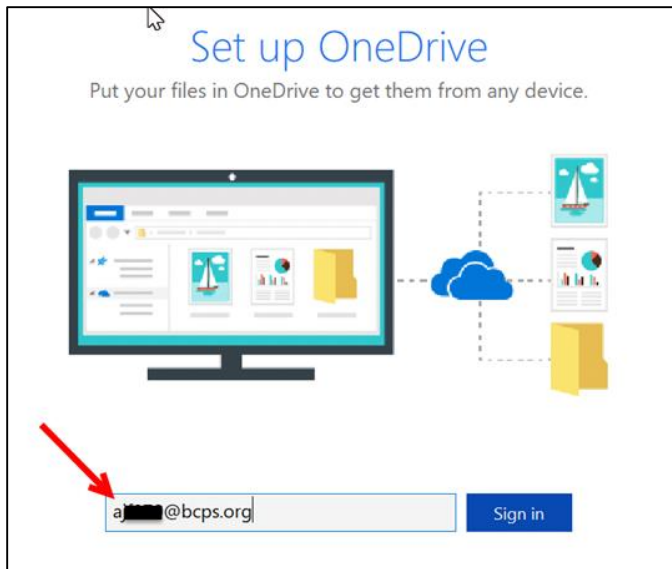 Set up OneDrive
Put your files in OneDrive to get them from any device.
@bcps.org
Sign in